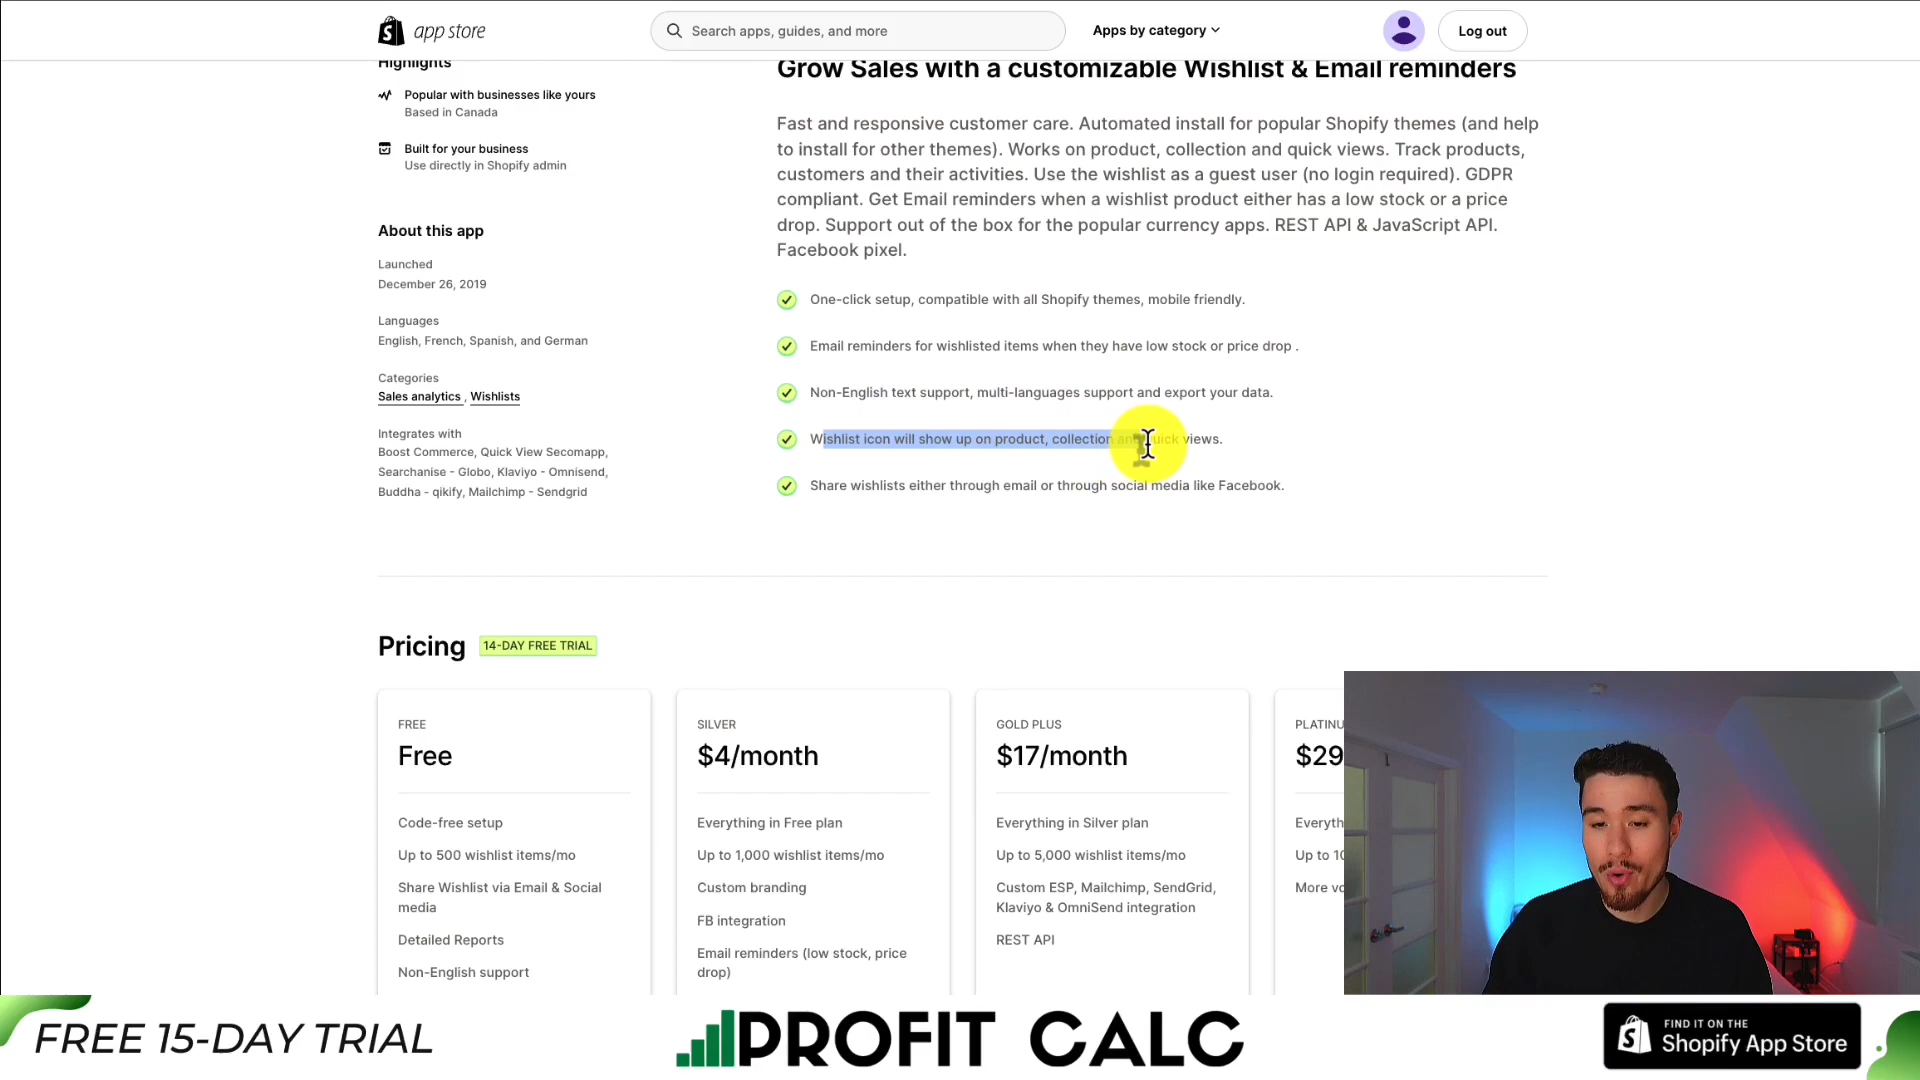 app store
Search apps, guides, and more
Apps by category
Log out
Highlights
Popular with businesses like yours
Based in Canada
Built for your business
Use directly in Shopify admin
About this app
Launched
December 26, 2019
Languages
English, French, Spanish, and German
Categories
Sales analytics , Wishlists
Integrates with
Boost Commerce, Quick View Secomapp,
Searchanise - Globo, Klaviyo - Omnisend,
Buddha - qikify, Mailchimp - Sendgrid
Grow Sales with a customizable Wishlist & Email reminders
Fast and responsive customer care. Automated install for popular Shopify themes (and help
to install for other themes). Works on product, collection and quick views. Track products,
customers and their activities. Use the wishlist as a guest user (no login required). GDPR
compliant. Get Email reminders when a wishlist product either has a low stock or a price
drop. Support out of the box for the popular currency apps. REST API & JavaScript API.
Facebook pixel.
One-click setup, compatible with all Shopify themes, mobile friendly.
Email reminders for wishlisted items when they have low stock or price drop .
Non-English text support, multi-languages support and export your data.
Wishlist icon will show up on product, collection and quick views.
Share wishlists either through email or through social media like Facebook.
Pricing
14-DAY FREE TRIAL
FREE
Free
Code-free setup
Up to 500 wishlist items/mo
Share Wishlist via Email & Social
media
Detailed Reports
Non-English support
SILVER
$4/month
Everything in Free plan
Up to 1,000 wishlist items/mo
Custom branding
FB integration
Email reminders (low stock, price
drop)
GOLD PLUS
$17/month
Everything in Silver plan
Up to 5,000 wishlist items/mo
Custom ESP, Mailchimp, SendGrid,
Klaviyo & OmniSend integration
REST API
PLATINU
$29
Everyth
Up to 10
More vo
FREE 15-DAY TRIAL
PROFIT CALC
FIND IT ON THE
Shopify App Store